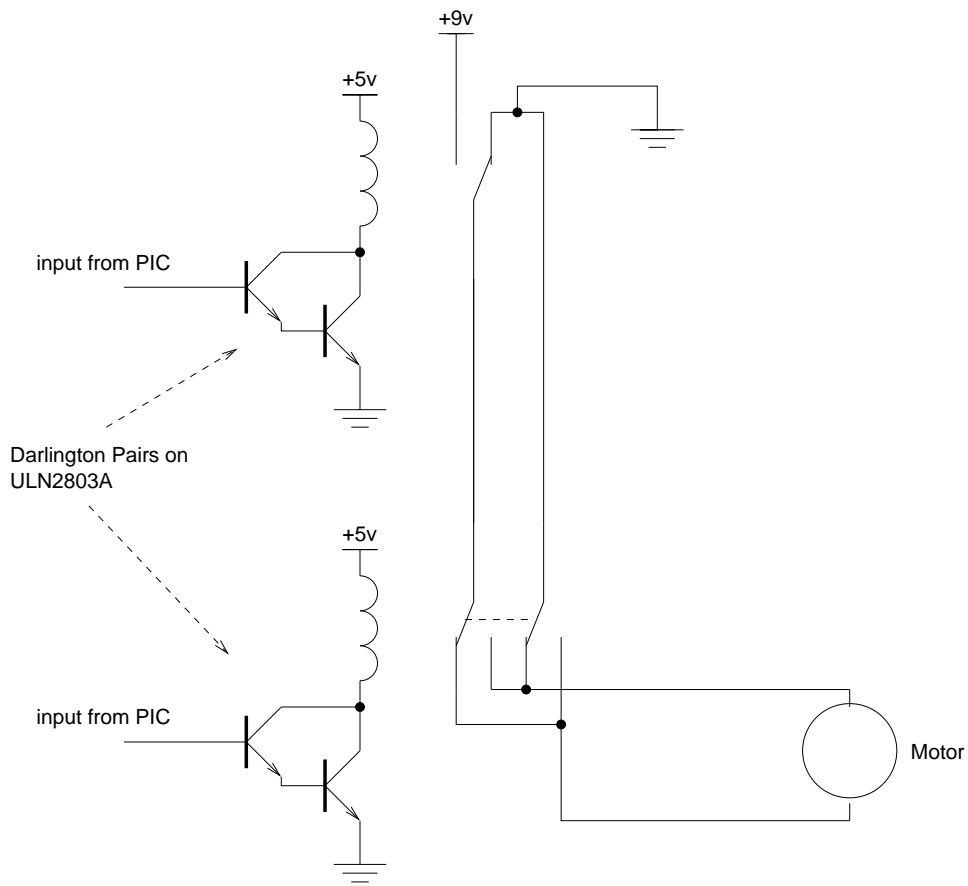 +9v
+5v
input from PIC
Darlington Pairs on
ULN2803A
+5v
input from PIC
Motor